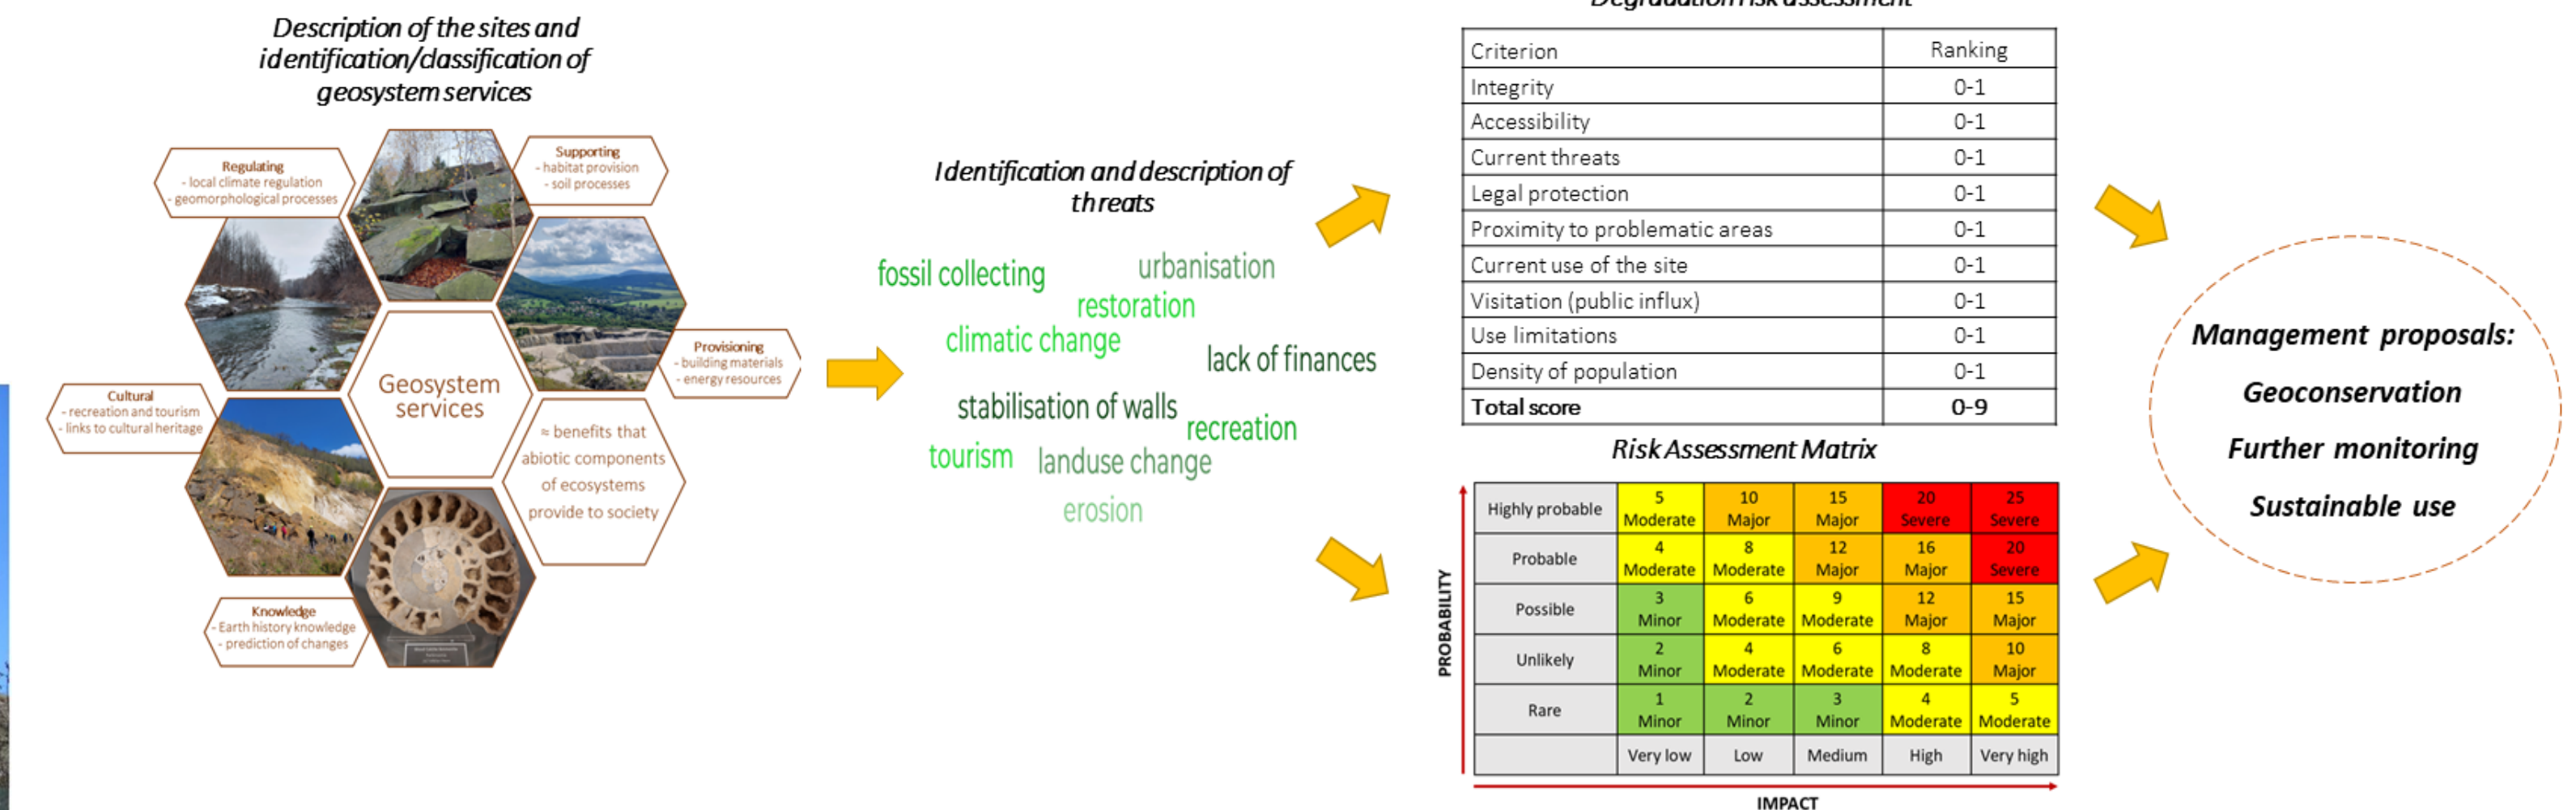 Description of the sites and
identification/classification of
geosystem services
Regulating
- local climate regulation
- geomorphological processes
Supporting
- habitat provision
- soil processes
Provisioning
- building materials
- energy resources
Cultural
- recreation and tourism
- links to cultural heritage
Geosystem
services
≈ benefits that
abiotic components
of ecosystems
provide to society
Knowledge
- Earth history knowledge
- prediction of changes
Identification and description of
threats
fossil collecting
urbanisation
restoration
climatic change
lack of finances
stabilisation of walls
recreation
tourism
landuse change
erosion
Degradation risk assessment
Criterion Ranking
Integrity 0-1
Accessibility 0-1
Current threats 0-1
Legal protection 0-1
Proximity to problematic areas 0-1
Current use of the site 0-1
Visitation (public influx) 0-1
Use limitations 0-1
Density of population 0-1
Total score 0-9
Risk Assessment Matrix
PROBABILITY
Highly probable 5 Moderate 10 Major 15 Major 20 Severe 25 Severe
Probable 4 Moderate 8 Moderate 12 Major 16 Major 20 Severe
Possible 3 Minor 6 Moderate 9 Moderate 12 Major 15 Major
Unlikely 2 Minor 4 Moderate 6 Moderate 8 Moderate 10 Major
Rare 1 Minor 2 Minor 3 Minor 4 Moderate 5 Moderate
Very low Low Medium High Very high
IMPACT
Management proposals:
Geoconservation
Further monitoring
Sustainable use